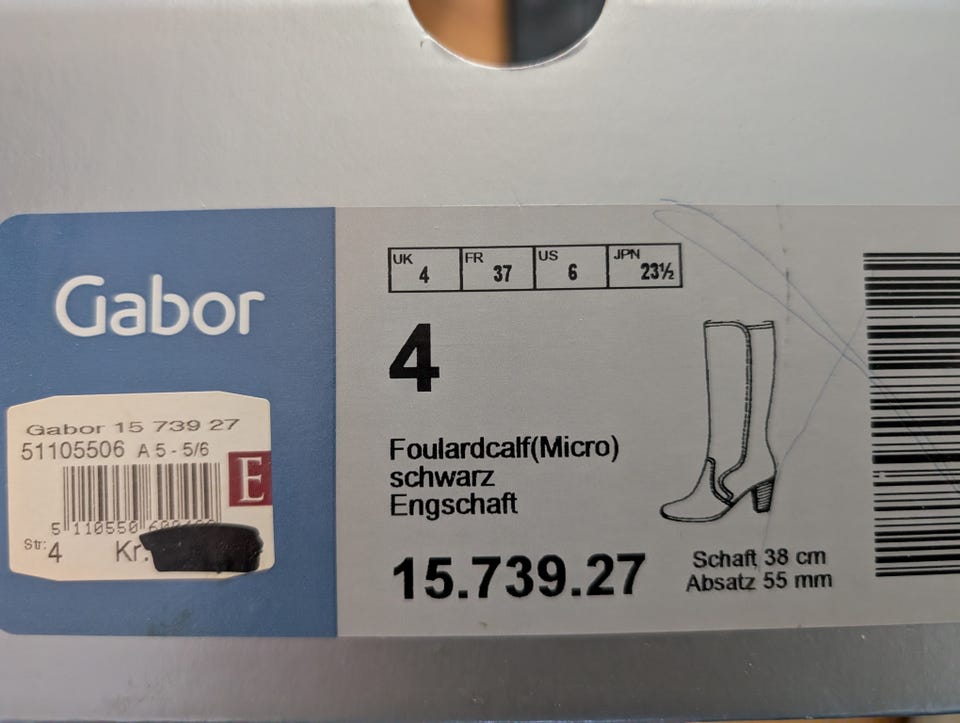 Gabor
Gabor 15 739 27
51105506 A 5 - 5/6
E
Str: 4 Kr.
UK 4 FR 37 US 6 JPN 23½
4
Foulardcalf(Micro)
schwarz
Engschaft
15.739.27
Schaft 38 cm
Absatz 55 mm